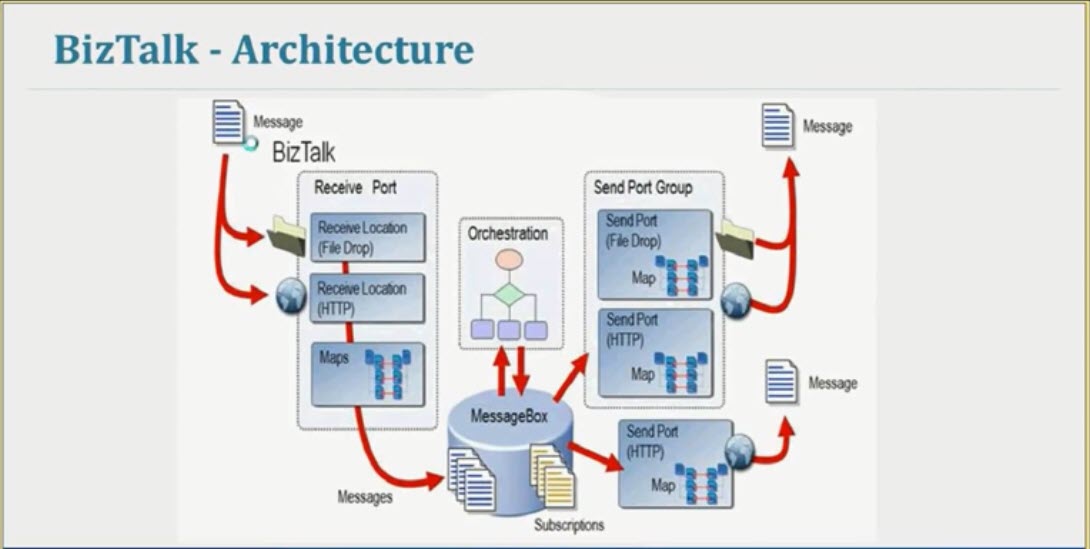 BizTalk - Architecture
Message
BizTalk
Receive Port
Receive Location
(File Drop)
Receive Location
(HTTP)
Maps
Messages
Orchestration
MessageBox
Subscriptions
Send Port Group
Send Port
(File Drop)
Map
Send Port
(HTTP)
Map
Send Port
(HTTP)
Map
Message
Message